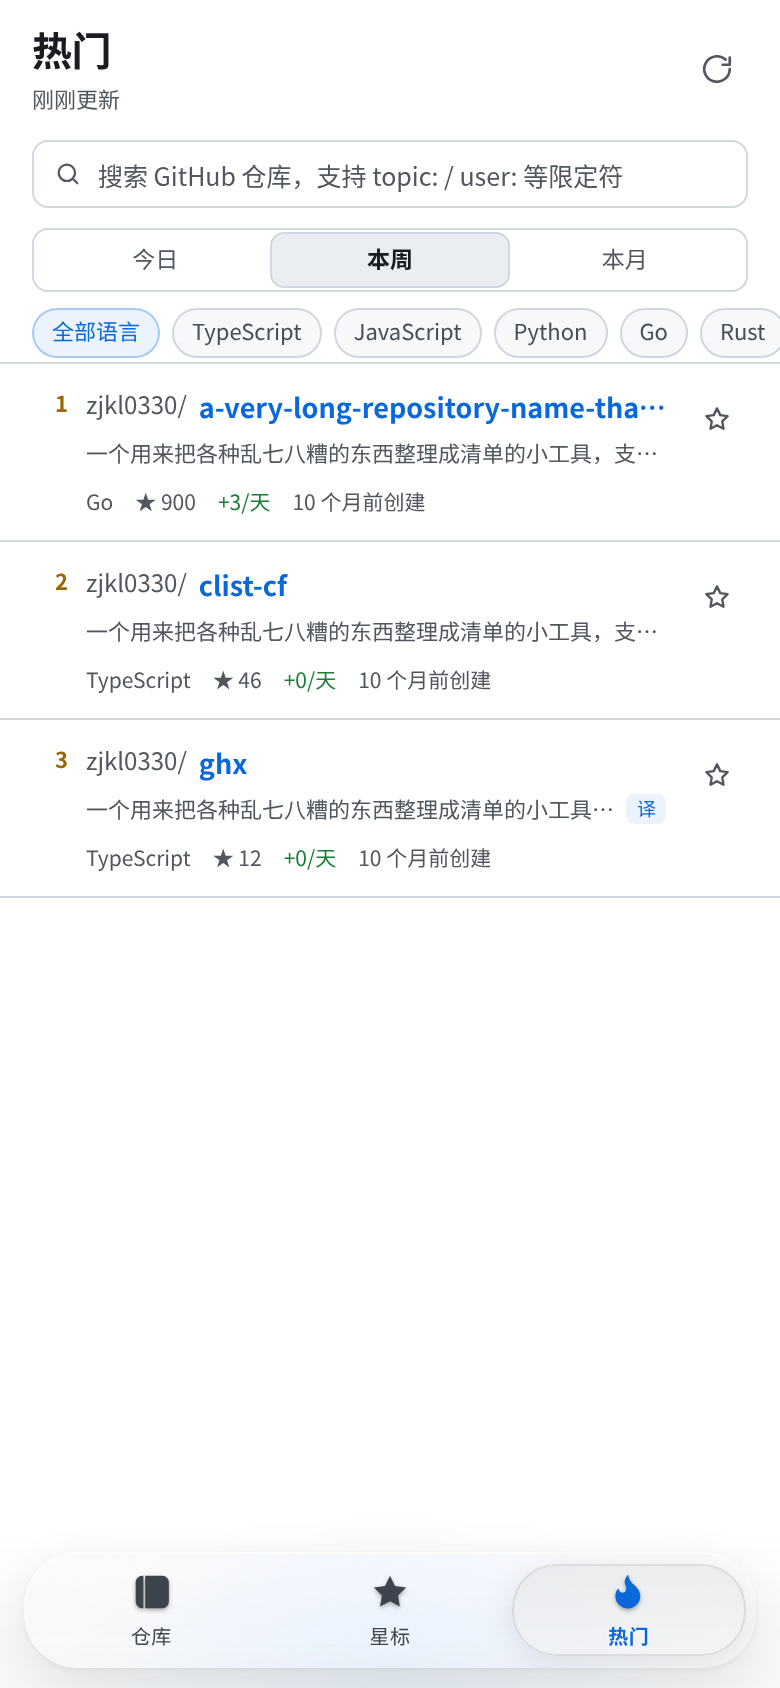 热门
刚刚更新
搜索 GitHub 仓库，支持 topic: / user: 等限定符
今日 本周 本月
全部语言 TypeScript JavaScript Python Go Rust
1 zjkl0330/ a-very-long-repository-name-tha…
一个用来把各种乱七八糟的东西整理成清单的小工具，支…
Go ★ 900 +3/天 10 个月前创建
2 zjkl0330/ clist-cf
一个用来把各种乱七八糟的东西整理成清单的小工具，支…
TypeScript ★ 46 +0/天 10 个月前创建
3 zjkl0330/ ghx
一个用来把各种乱七八糟的东西整理成清单的小工具… 译
TypeScript ★ 12 +0/天 10 个月前创建
仓库 星标 热门